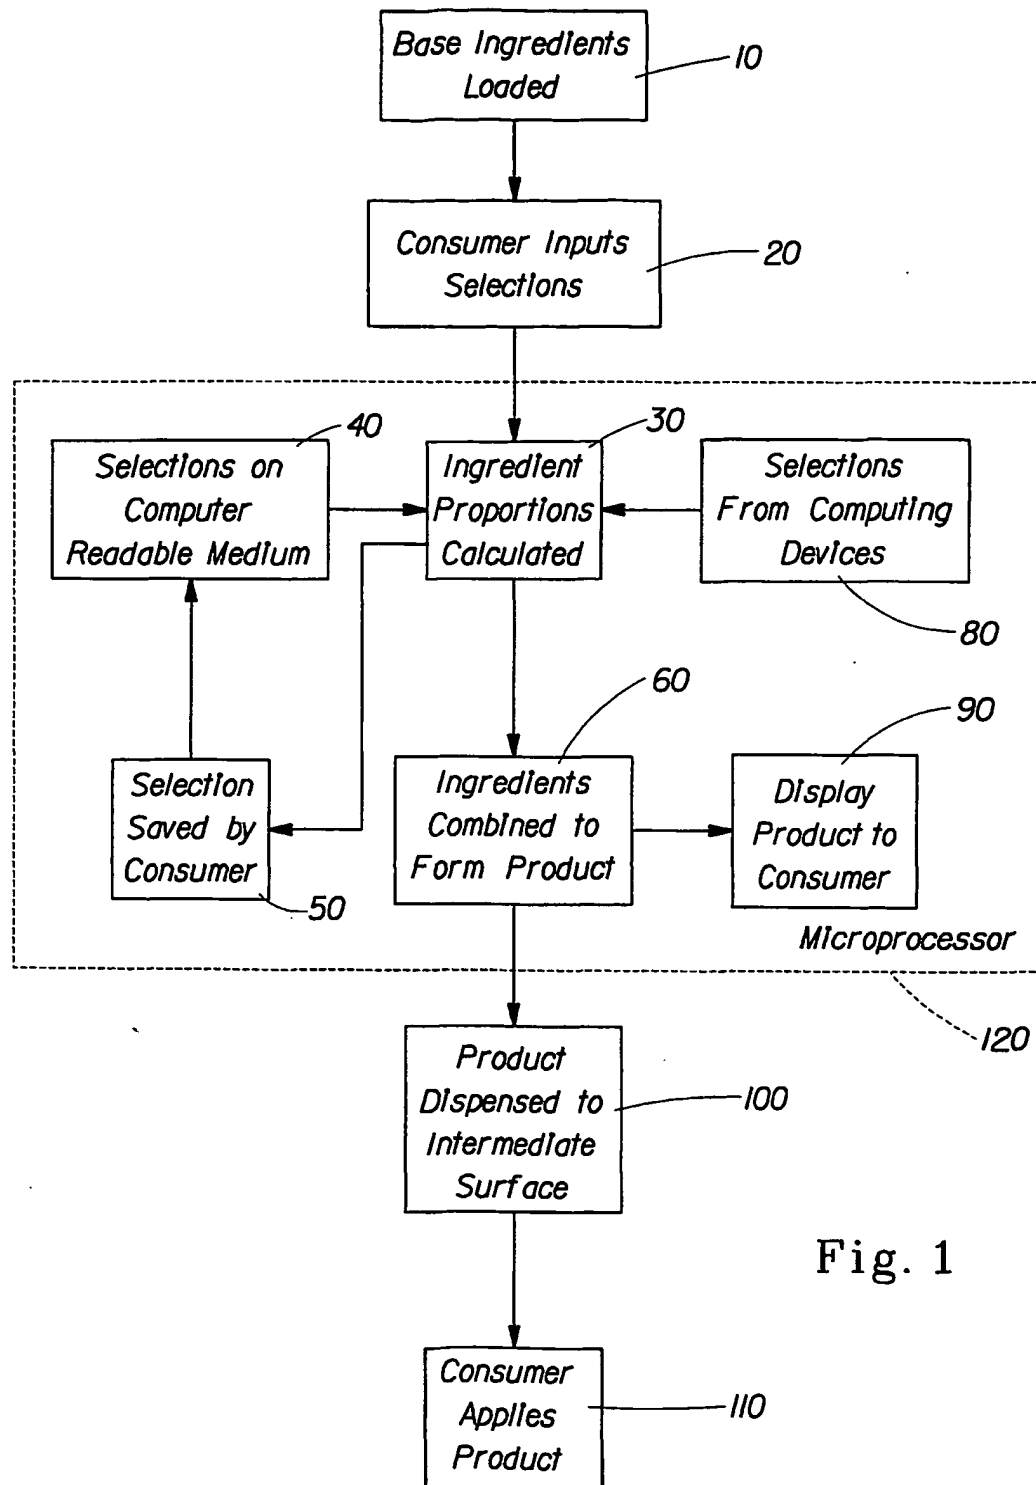 Base Ingredients
Loaded
10
Consumer Inputs
Selections
20
40
30
Selections on
Computer
Readable Medium
Ingredient
Proportions
Calculated
Selections
From Computing
Devices
80
60
90
Selection
Saved by
Consumer
50
Ingredients
Combined to
Form Product
Display
Product to
Consumer
Microprocessor
120
Product
Dispensed to
Intermediate
Surface
100
Fig. 1
Consumer
Applies
Product
110